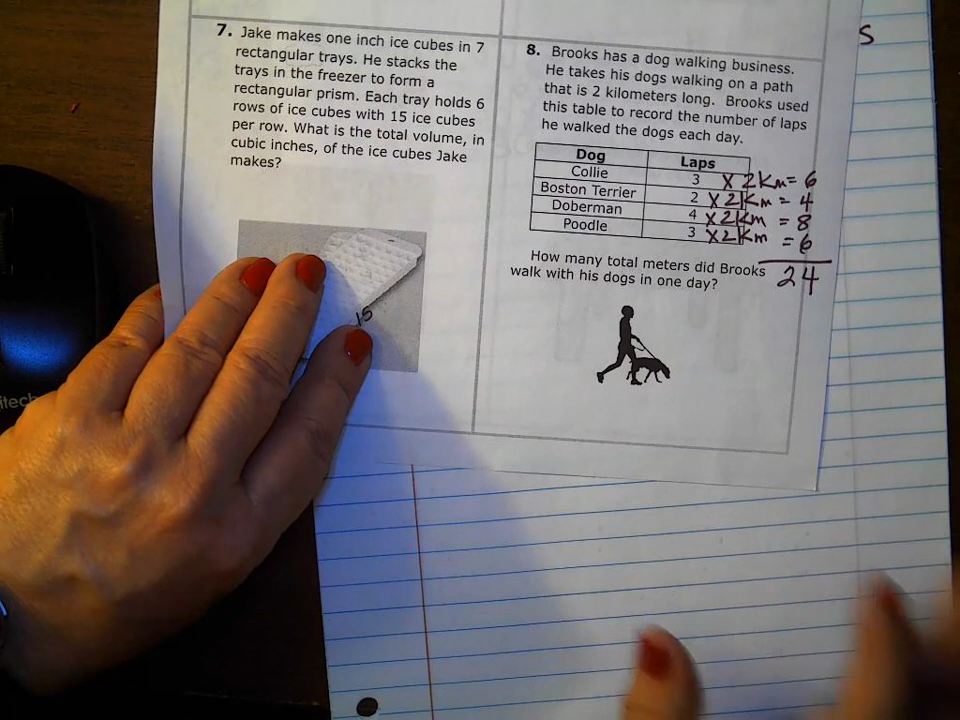 7. Jake makes one inch ice cubes in 7
rectangular trays. He stacks the
trays in the freezer to form a
rectangular prism. Each tray holds 6
rows of ice cubes with 15 ice cubes
per row. What is the total volume, in
cubic inches, of the ice cubes Jake
makes?
15
8. Brooks has a dog walking business.
He takes his dogs walking on a path
that is 2 kilometers long. Brooks used
this table to record the number of laps
he walked the dogs each day.
Dog Laps
Collie 3 X 2Km = 6
Boston Terrier 2 X 2Km = 4
Doberman 4 X 2Km = 8
Poodle 3 X 2Km = 6
24
How many total meters did Brooks
walk with his dogs in one day?
s
itech